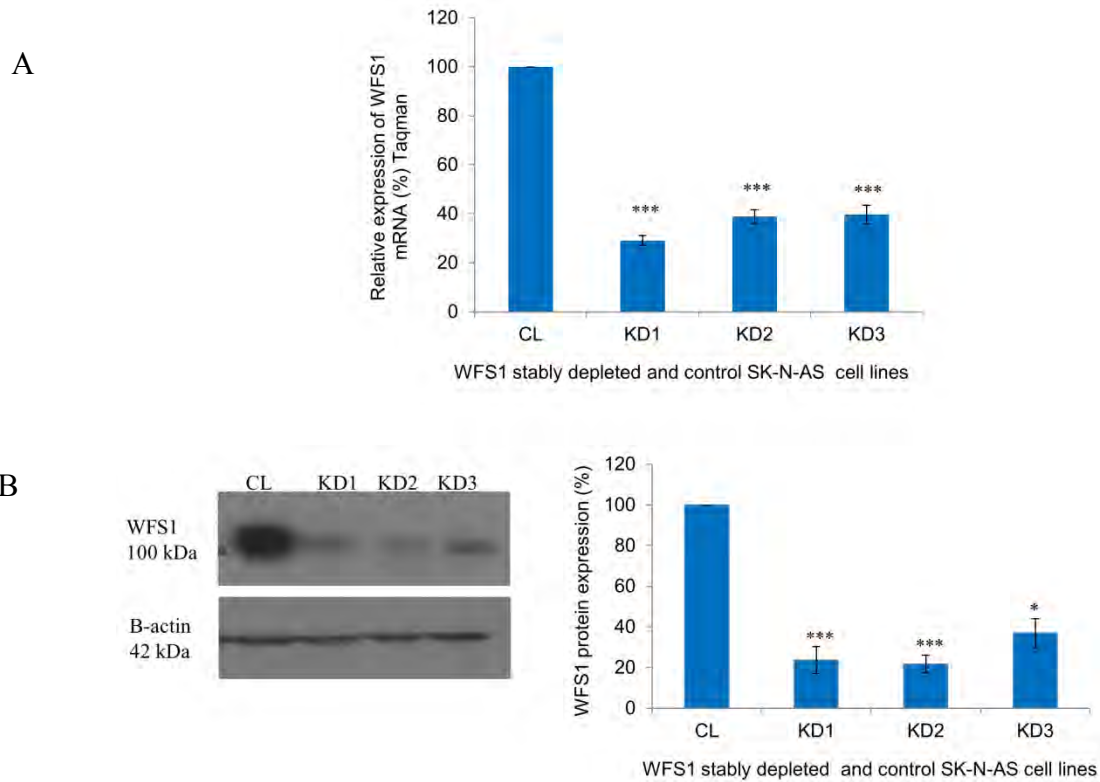 A
Relative expression of WFS1
mRNA (%) Taqman
120
100
80
60
40
20
0
***
***
***
CL KD1 KD2 KD3
WFS1 stably depleted and control SK-N-AS cell lines
B
CL KD1 KD2 KD3
WFS1
100 kDa
B-actin
42 kDa
WFS1 protein expression (%)
120
100
80
60
40
20
0
***
***
*
CL KD1 KD2 KD3
WFS1 stably depleted and control SK-N-AS cell lines